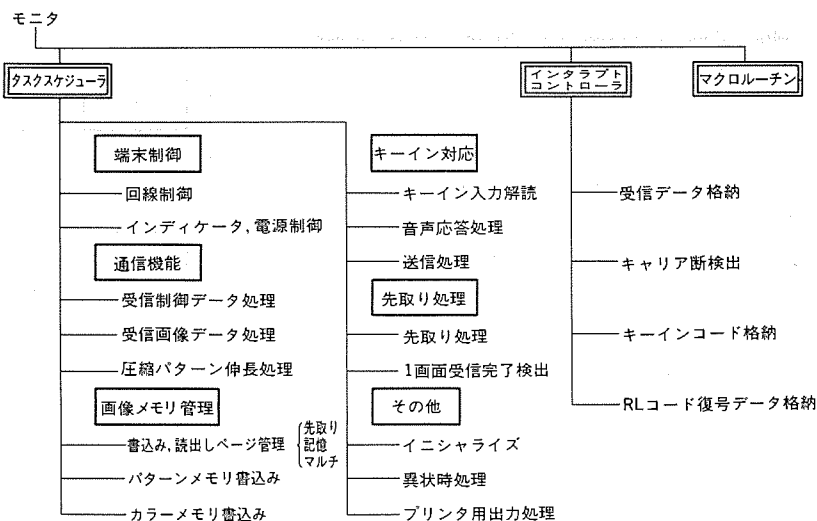 モニタ
タスクスケジューラ
インタラプト
コントローラ
マクロルーチン
端末制御
回線制御
インディケータ,電源制御
通信機能
受信制御データ処理
受信画像データ処理
圧縮パターン伸長処理
画像メモリ管理
書込み,読出しページ管理
先取り
記憶
マルチ
パターンメモリ書込み
カラーメモリ書込み
キーイン対応
キーイン入力解読
音声応答処理
送信処理
先取り処理
先取り処理
1画面受信完了検出
その他
イニシャライズ
異状時処理
プリンタ用出力処理
受信データ格納
キャリア断検出
キーインコード格納
RLコード復号データ格納